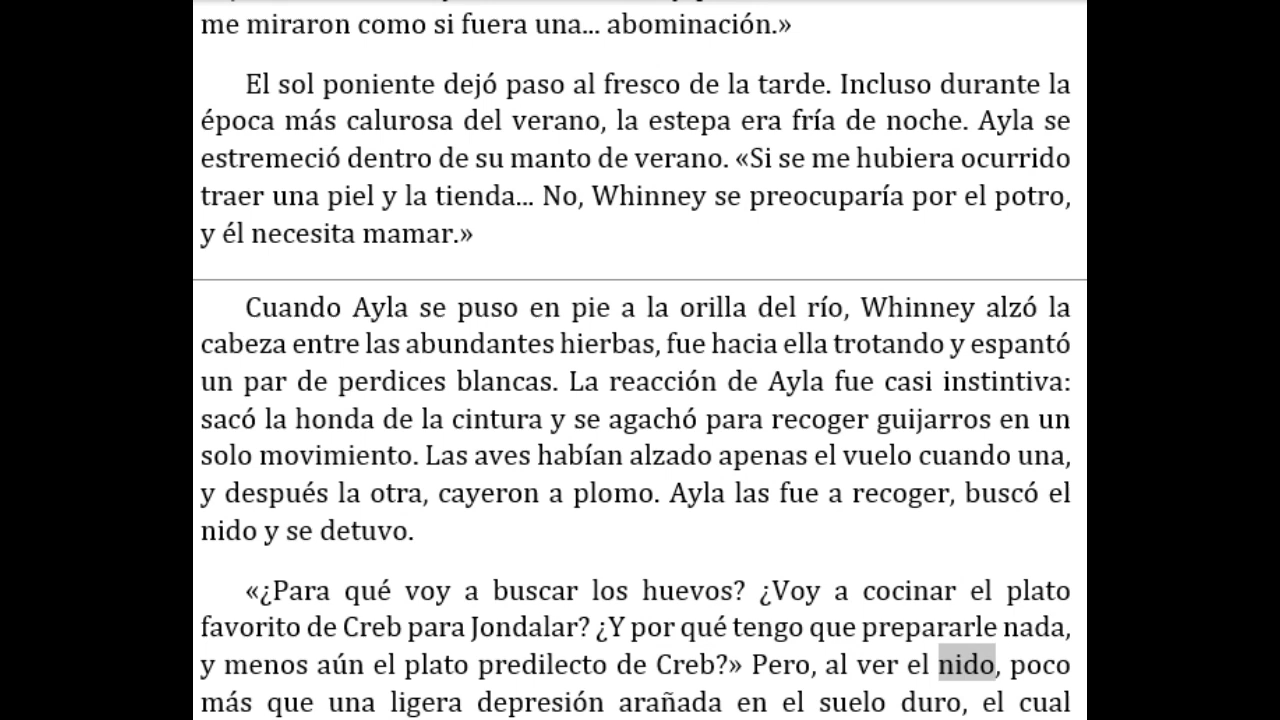 me miraron como si fuera una... abominación.»
El sol poniente dejó paso al fresco de la tarde. Incluso durante la
época más calurosa del verano, la estepa era fría de noche. Ayla se
estremeció dentro de su manto de verano. «Si se me hubiera ocurrido
traer una piel y la tienda... No, Whinney se preocuparía por el potro,
y él necesita mamar.»
Cuando Ayla se puso en pie a la orilla del río, Whinney alzó la
cabeza entre las abundantes hierbas, fue hacia ella trotando y espantó
un par de perdices blancas. La reacción de Ayla fue casi instintiva:
sacó la honda de la cintura y se agachó para recoger guijarros en un
solo movimiento. Las aves habían alzado apenas el vuelo cuando una,
y después la otra, cayeron a plomo. Ayla las fue a recoger, buscó el
nido y se detuvo.
«¿Para qué voy a buscar los huevos? ¿Voy a cocinar el plato
favorito de Creb para Jondalar? ¿Y por qué tengo que prepararle nada,
y menos aún el plato predilecto de Creb?» Pero, al ver el nido, poco
más que una ligera depresión arañada en el suelo duro, el cual